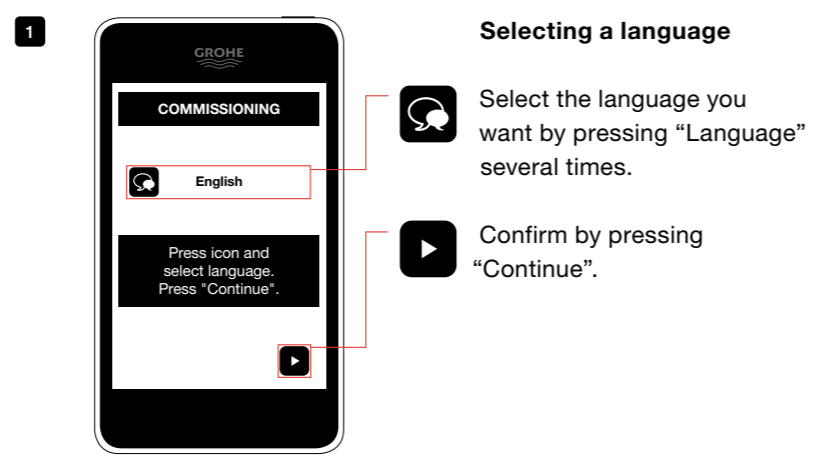 1
Selecting a language
GROHE
COMMISSIONING
English
Press icon and
select language.
Press "Continue".
Select the language you
want by pressing “Language”
several times.
Confirm by pressing
“Continue”.